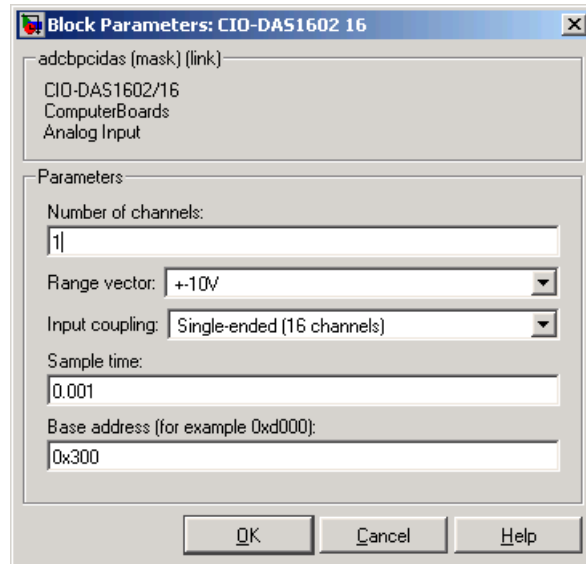 Block Parameters: CIO-DAS1602 16
adcbpcidas (mask) (link)
CIO-DAS1602/16
ComputerBoards
Analog Input
Parameters
Number of channels:
1
Range vector: +-10V
Input coupling: Single-ended (16 channels)
Sample time:
0.001
Base address (for example 0xd000):
0x300
OK Cancel Help